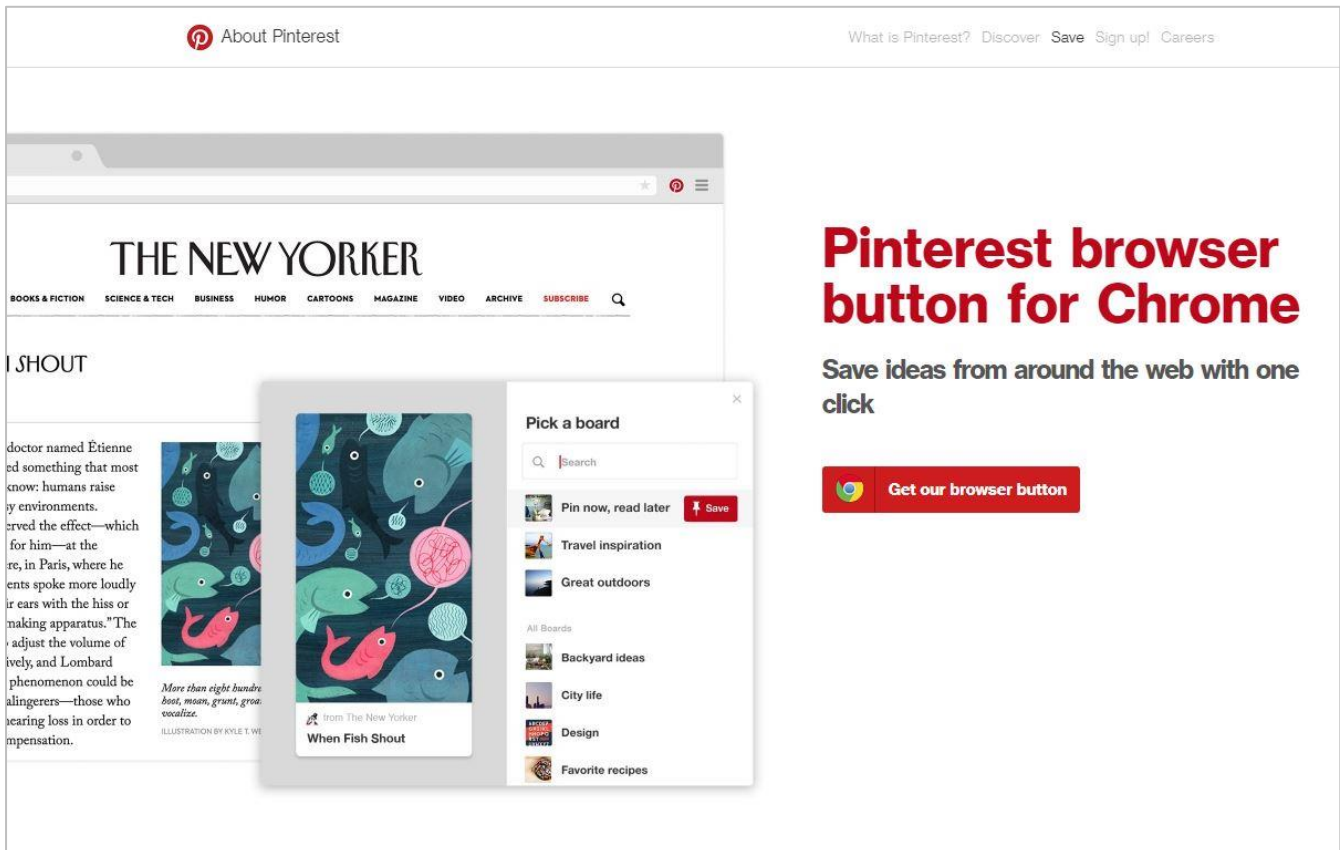 About Pinterest
What is Pinterest? Discover Save Sign up! Careers
THE NEW YORKER
BOOKS & FICTION SCIENCE & TECH BUSINESS HUMOR CARTOONS MAGAZINE VIDEO ARCHIVE SUBSCRIBE
SHOUT
doctor named Étienne
ed something that most
know: humans raise
sy environments.
erved the effect—which
for him—at the
re, in Paris, where he
ents spoke more loudly
ir ears with the hiss or
making apparatus." The
adjust the volume of
ively, and Lombard
phenomenon could be
alingerers—those who
hearing loss in order to
mpensation.
More than eight hundre
hoot, moan, grunt, groa
vocalize.
ILLUSTRATION BY KYLE T. WE
from The New Yorker
When Fish Shout
Pick a board
Search
Pin now, read later Save
Travel inspiration
Great outdoors
All Boards
Backyard ideas
City life
Design
Favorite recipes
Pinterest browser
button for Chrome
Save ideas from around the web with one
click
Get our browser button